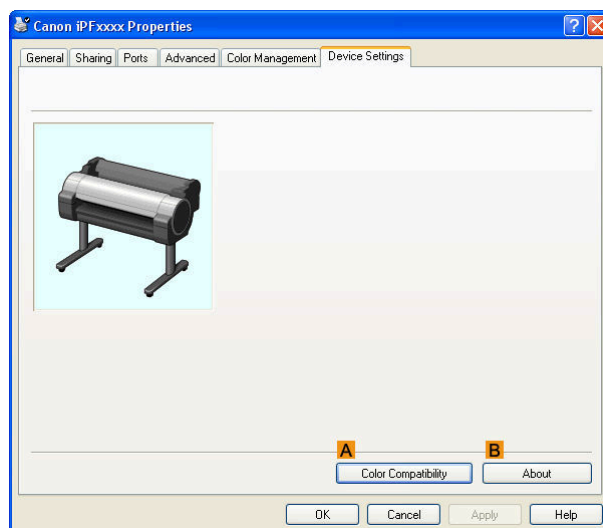 Canon iPFxxxx Properties
General Sharing Ports Advanced Color Management Device Settings
A B
Color Compatibility About
OK Cancel Apply Help